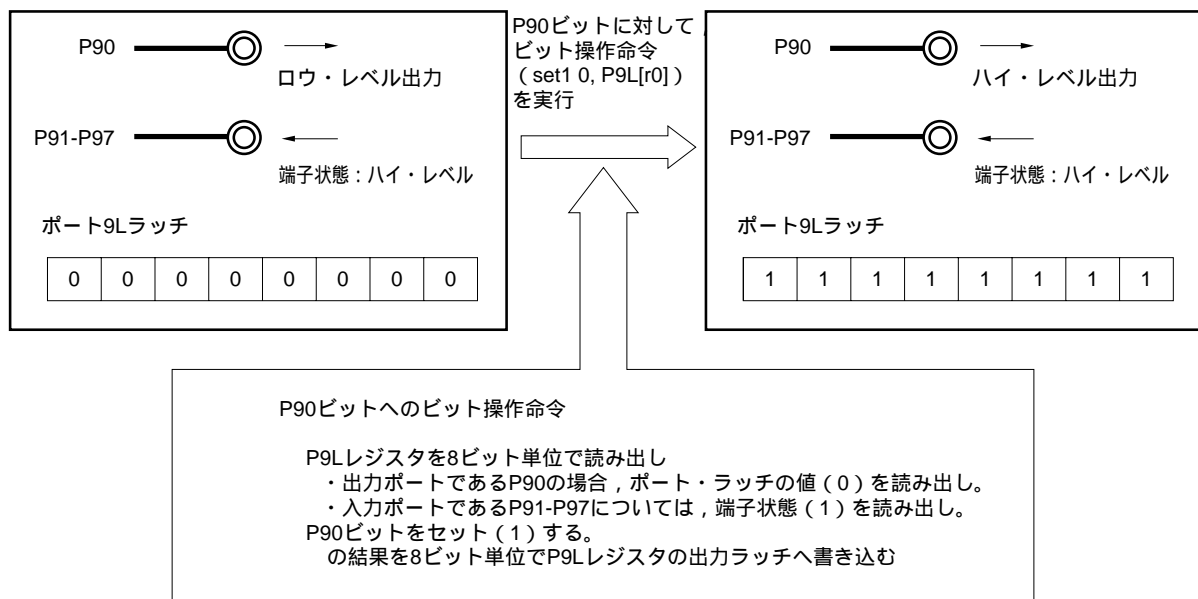 P90
ロウ・レベル出力
P91-P97
端子状態：ハイ・レベル
ポート9Lラッチ
0 0 0 0 0 0 0 0
P90ビットに対して，
ビット操作命令
（set1 0, P9L[r0]）
を実行
P90
ハイ・レベル出力
P91-P97
端子状態：ハイ・レベル
ポート9Lラッチ
1 1 1 1 1 1 1 1
P90ビットへのビット操作命令
P9Lレジスタを8ビット単位で読み出し
・出力ポートであるP90の場合，ポート・ラッチの値（0）を読み出し。
・入力ポートであるP91-P97については，端子状態（1）を読み出し。
P90ビットをセット（1）する。
の結果を8ビット単位でP9Lレジスタの出力ラッチへ書き込む